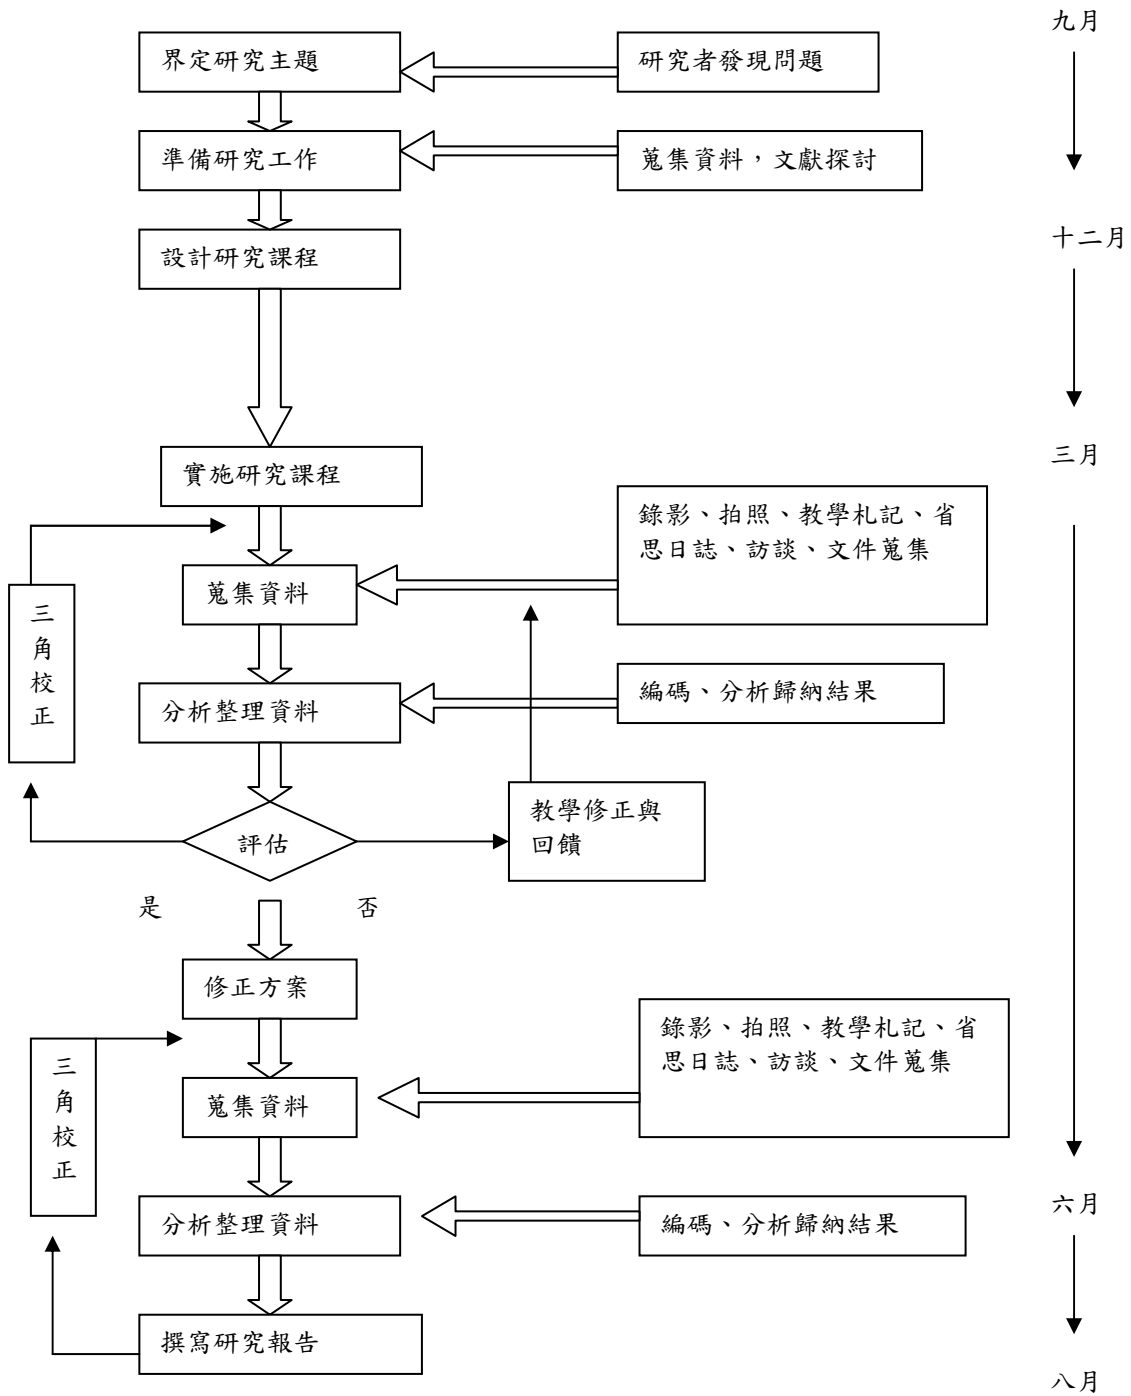 九月
界定研究主題
研究者發現問題
準備研究工作
蒐集資料，文獻探討
設計研究課程
十二月
三月
實施研究課程
錄影、拍照、教學札記、省
思日誌、訪談、文件蒐集
蒐集資料
三
角
校
正
分析整理資料
編碼、分析歸納結果
教學修正與
回饋
評估
是
否
修正方案
錄影、拍照、教學札記、省
思日誌、訪談、文件蒐集
三
角
校
正
蒐集資料
六月
分析整理資料
編碼、分析歸納結果
撰寫研究報告
八月